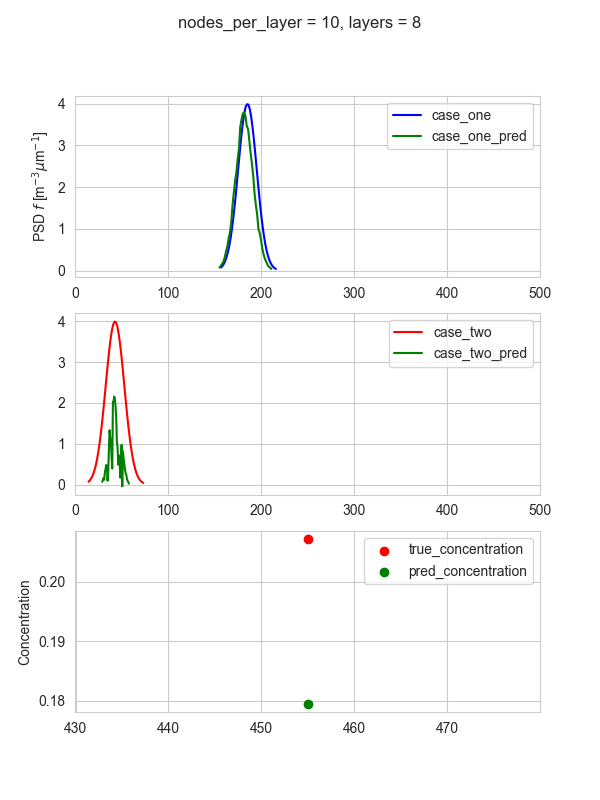 nodes_per_layer = 10, layers = 8
4
3
2
1
0
PSD f [m⁻³μm⁻¹]
case_one
case_one_pred
0 100 200 300 400 500
4
3
2
1
0
case_two
case_two_pred
0 100 200 300 400 500
0.20
0.19
0.18
Concentration
true_concentration
pred_concentration
430 440 450 460 470